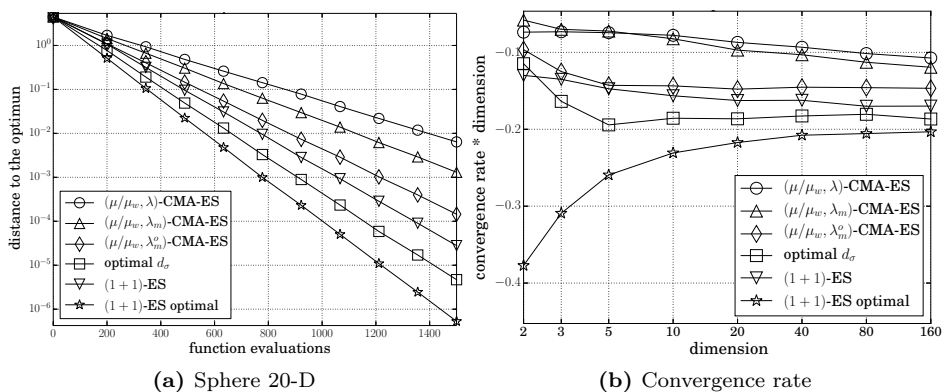 10^0
10^-1
10^-2
10^-3
10^-4
10^-5
10^-6
distance to the optimun
0 200 400 600 800 1000 1200 1400
function evaluations
(μ/μ_w, λ)-CMA-ES
(μ/μ_w, λ_m)-CMA-ES
(μ/μ_w, λ_m^o)-CMA-ES
optimal d_σ
(1+1)-ES
(1+1)-ES optimal
(a) Sphere 20-D
-0.1
-0.2
-0.3
-0.4
convergence rate * dimension
2 3 5 10 20 40 80 160
dimension
(μ/μ_w, λ)-CMA-ES
(μ/μ_w, λ_m)-CMA-ES
(μ/μ_w, λ_m^o)-CMA-ES
optimal d_σ
(1+1)-ES
(1+1)-ES optimal
(b) Convergence rate